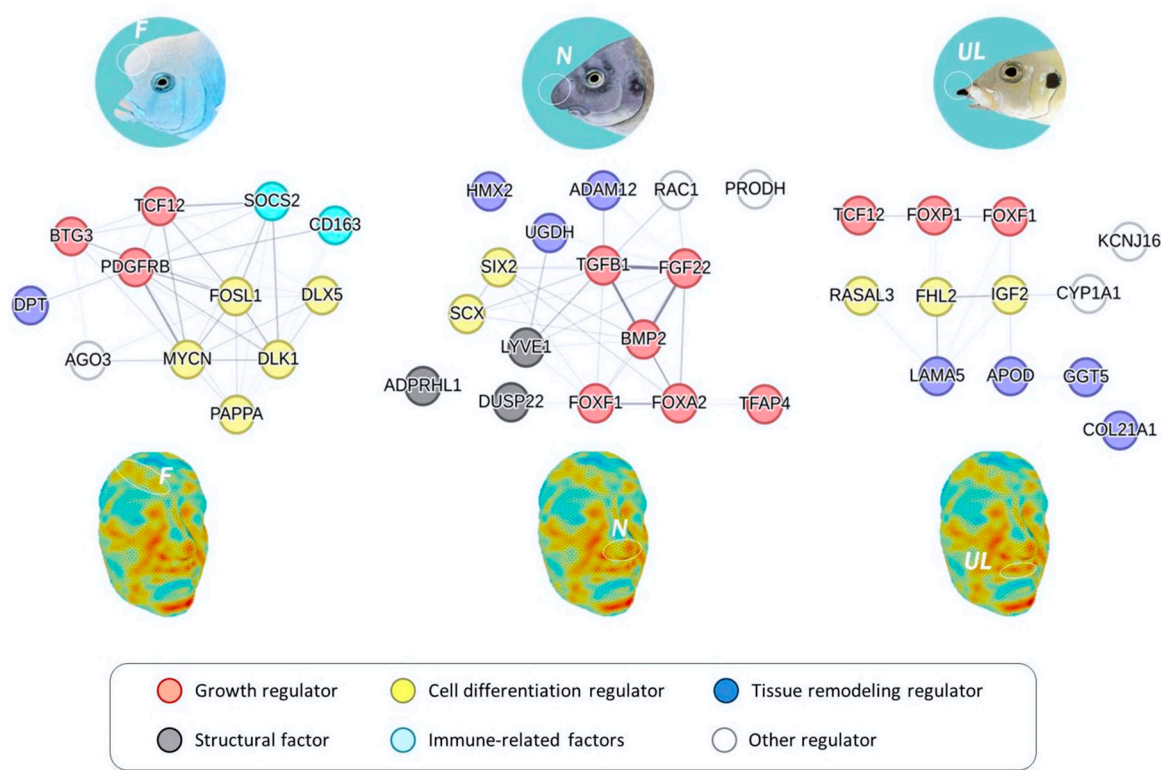 F
N
UL
TCF12
SOCS2
BTG3
CD163
PDGFRB
DPT
FOSL1
DLX5
AGO3
MYCN
DLK1
PAPPA
HMX2
ADAM12
RAC1
PRODH
UGDH
SIX2
TGFB1
FGF22
SCX
LYVE1
BMP2
ADPRHL1
DUSP22
FOXF1
FOXA2
TFAP4
TCF12
FOXP1
FOXF1
KCNJ16
RASAL3
FHL2
IGF2
CYP1A1
LAMA5
APOD
GGT5
COL21A1
F
N
UL
Growth regulator
Cell differentiation regulator
Tissue remodeling regulator
Structural factor
Immune-related factors
Other regulator